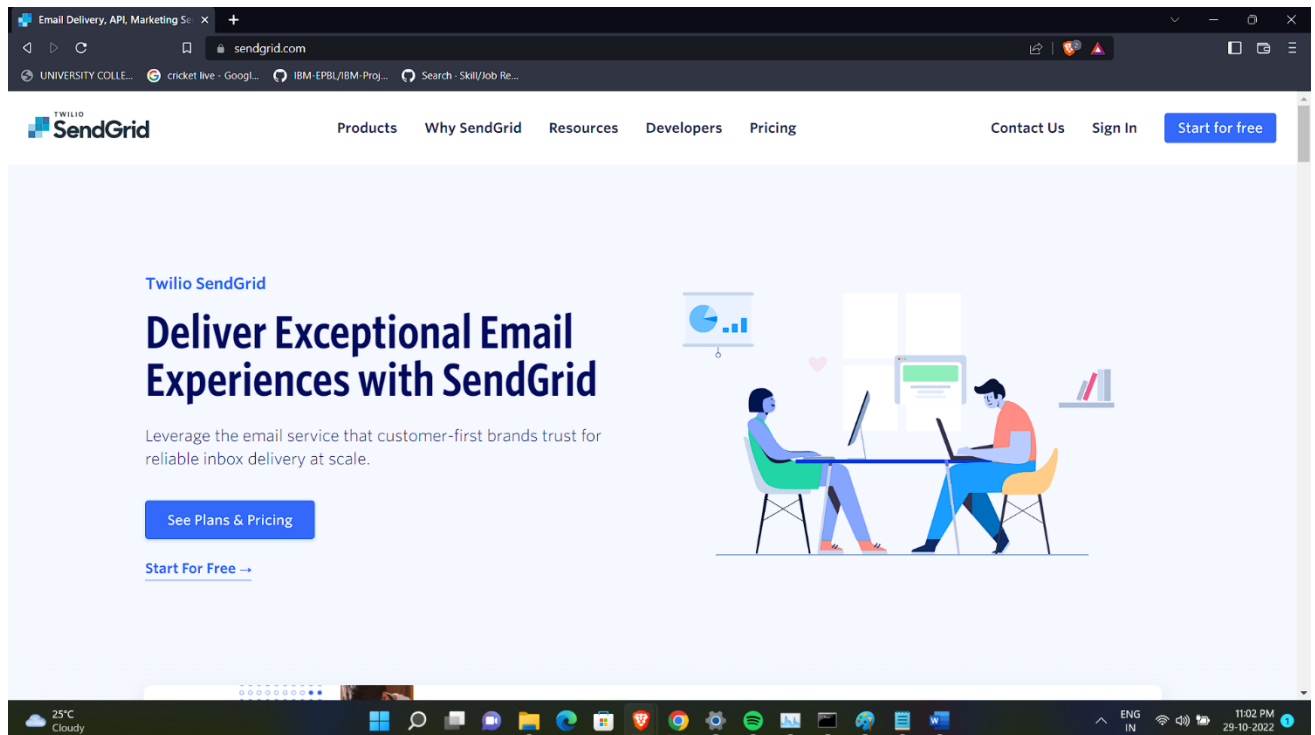 Email Delivery, API, Marketing Se
sendgrid.com
2
UNIVERSITY COLLE...
cricket live - Googl...
IBM-EPBL/IBM-Proj...
Search - Skill/Job Re...
TWILIO
SendGrid
Products
Why SendGrid
Resources
Developers
Pricing
Contact Us
Sign In
Start for free
Twilio SendGrid
Deliver Exceptional Email
Experiences with SendGrid
Leverage the email service that customer-first brands trust for
reliable inbox delivery at scale.
See Plans & Pricing
Start For Free →
25°C
Cloudy
ENG
IN
11:02 PM
29-10-2022
1